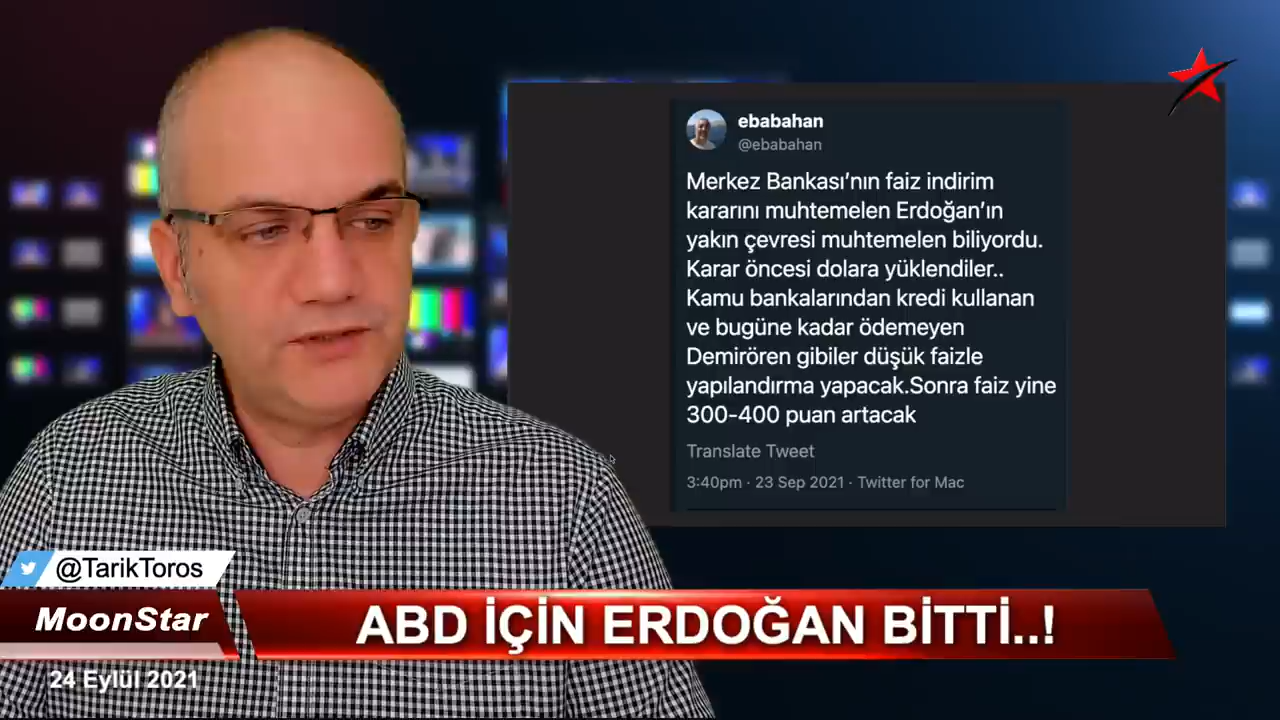 ebabahan
@ebabahan
Merkez Bankası’nın faiz indirim
kararını muhtemelen Erdoğan’ın
yakın çevresi muhtemelen biliyordu.
Karar öncesi dolara yüklendiler..
Kamu bankalarından kredi kullanan
ve bugüne kadar ödemeyen
Demirören gibiler düşük faizle
yapılandırma yapacak.Sonra faiz yine
300-400 puan artacak
Translate Tweet
3:40pm · 23 Sep 2021 · Twitter for Mac
@TarikToros
MoonStar
ABD İÇİN ERDOĞAN BİTTİ..!
24 Eylül 2021